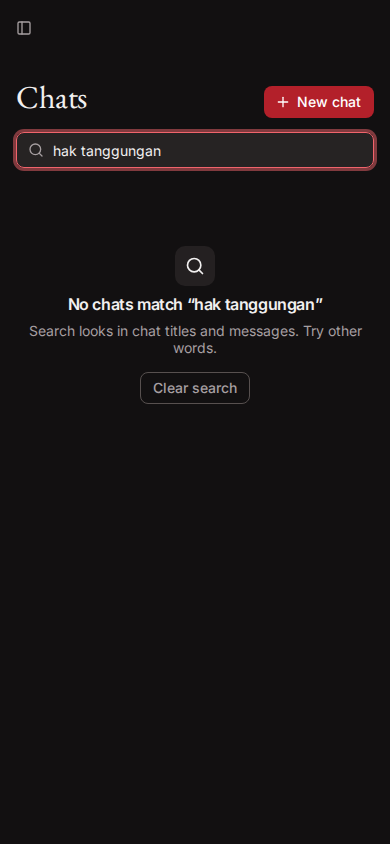 Chats
New chat
hak tanggungan
No chats match “hak tanggungan”
Search looks in chat titles and messages. Try other
words.
Clear search